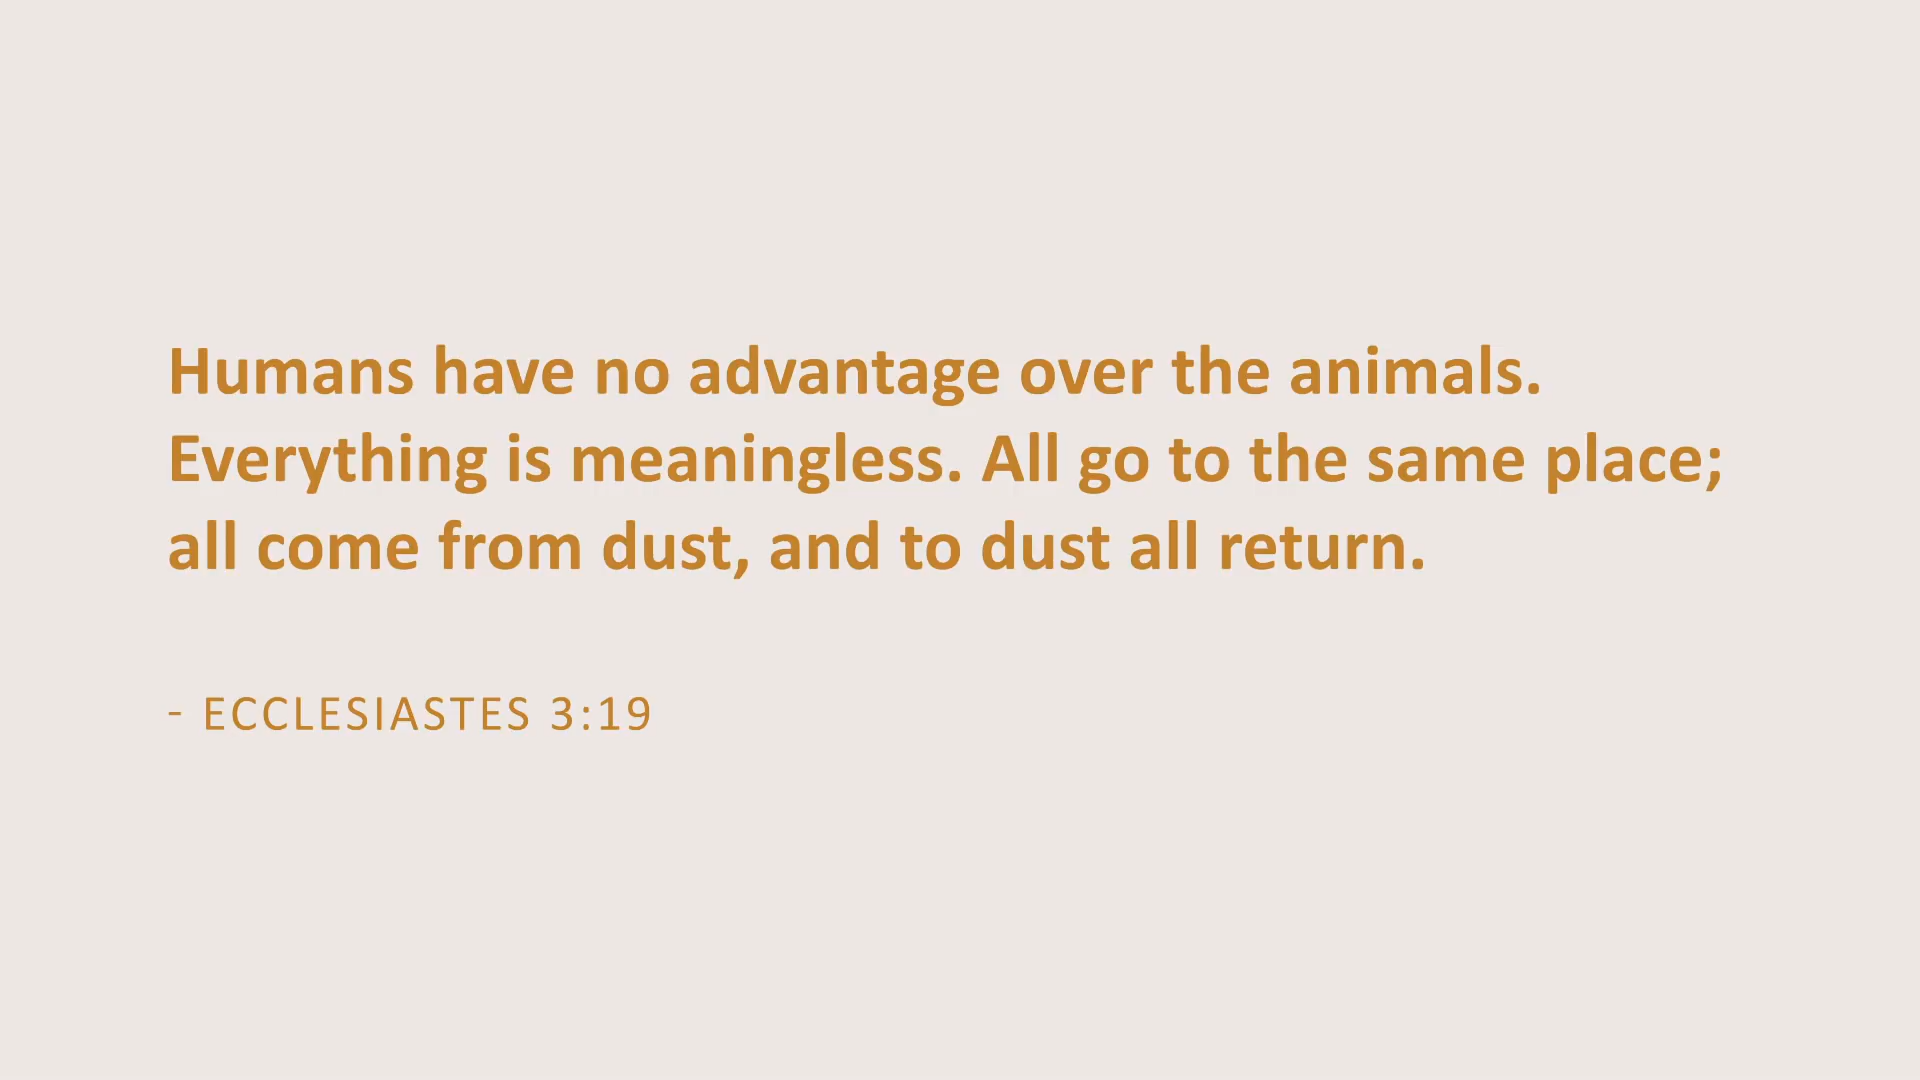 Humans have no advantage over the animals.
Everything is meaningless. All go to the same place;
all come from dust, and to dust all return.
- ECCLESIASTES 3:19